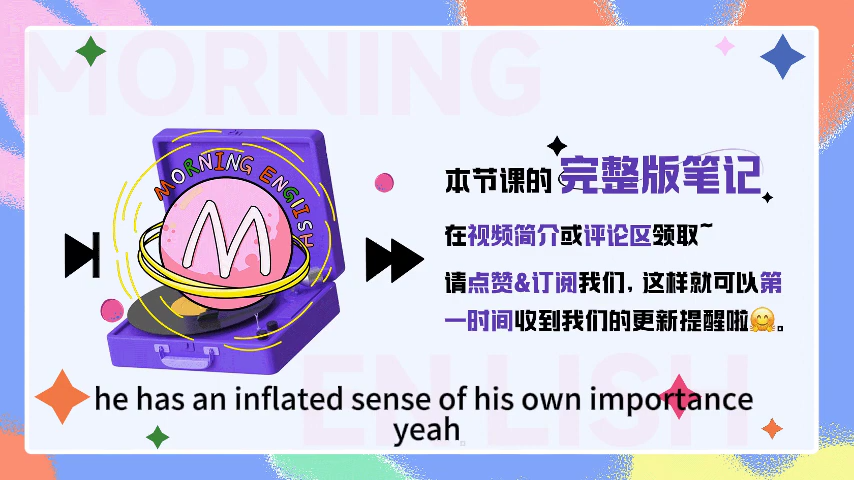 MORNING
MORNING ENGLISH
M
本节课的 完整版笔记
在视频简介或评论区领取~
请点赞&订阅我们，这样就可以第
一时间收到我们的更新提醒啦🤗。
EN LISH
he has an inflated sense of his own importance
yeah